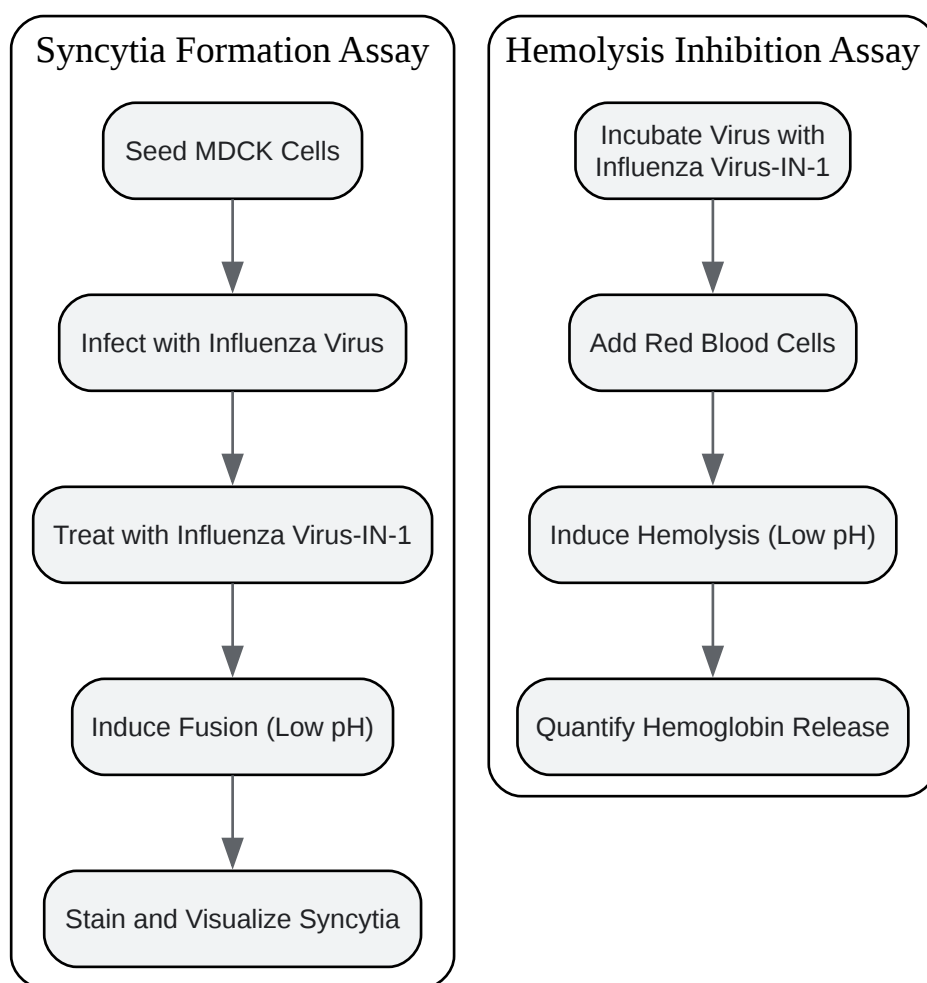 Syncytia Formation Assay
Seed MDCK Cells
Infect with Influenza Virus
Treat with Influenza Virus-IN-1
Induce Fusion (Low pH)
Stain and Visualize Syncytia
Hemolysis Inhibition Assay
Incubate Virus with
Influenza Virus-IN-1
Add Red Blood Cells
Induce Hemolysis (Low pH)
Quantify Hemoglobin Release